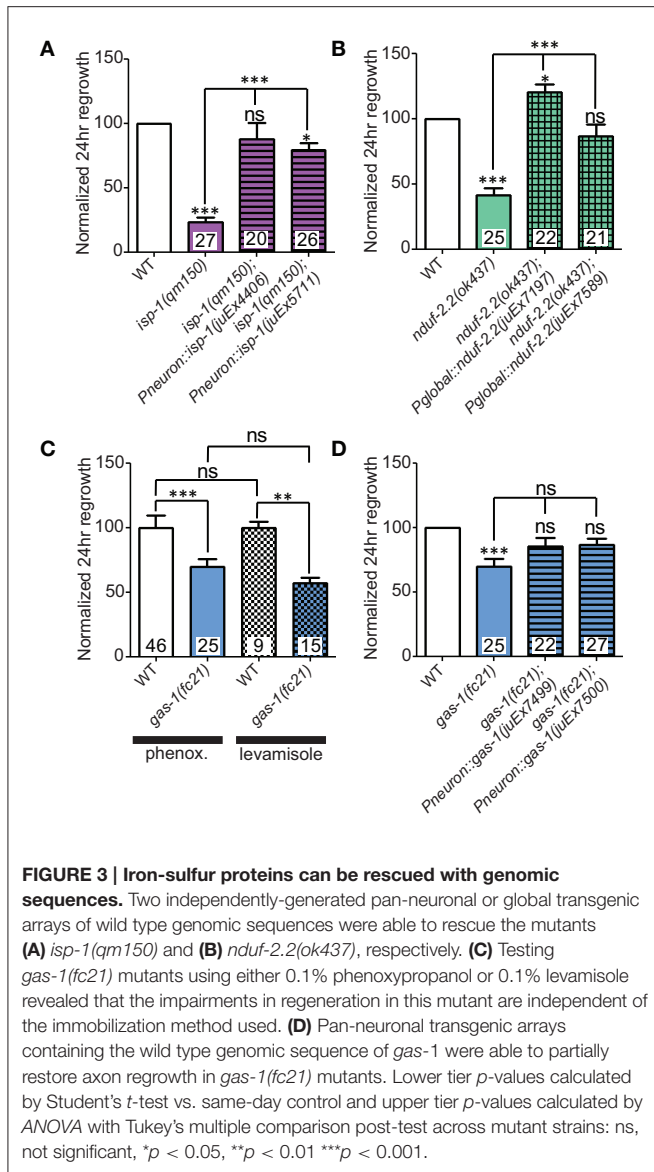 A
Normalized 24hr regrowth
150
100
50
0
***
ns
*
***
27
20
26
WT
isp-1(qm150)
isp-1(qm150);
Pneuron::isp-1(juEx4406)
isp-1(qm150);
Pneuron::isp-1(juEx5711)
B
Normalized 24hr regrowth
150
100
50
0
***
*
ns
***
25
22
21
WT
nduf-2.2(ok437)
nduf-2.2(ok437);
Pglobal::nduf-2.2(juEx7197)
nduf-2.2(ok437);
Pglobal::nduf-2.2(juEx7589)
C
Normalized 24hr regrowth
150
100
50
0
ns
ns
***
**
46
25
9
15
WT
gas-1(fc21)
WT
gas-1(fc21)
phenox.
levamisole
D
Normalized 24hr regrowth
150
100
50
0
ns
ns
ns
***
25
22
27
WT
gas-1(fc21)
gas-1(fc21);
Pneuron::gas-1(juEx7499)
gas-1(fc21);
Pneuron::gas-1(juEx7500)
FIGURE 3 | Iron-sulfur proteins can be rescued with genomic
sequences. Two independently-generated pan-neuronal or global transgenic
arrays of wild type genomic sequences were able to rescue the mutants
(A) isp-1(qm150) and (B) nduf-2.2(ok437), respectively. (C) Testing
gas-1(fc21) mutants using either 0.1% phenoxypropanol or 0.1% levamisole
revealed that the impairments in regeneration in this mutant are independent of
the immobilization method used. (D) Pan-neuronal transgenic arrays
containing the wild type genomic sequence of gas-1 were able to partially
restore axon regrowth in gas-1(fc21) mutants. Lower tier p-values calculated
by Student's t-test vs. same-day control and upper tier p-values calculated by
ANOVA with Tukey's multiple comparison post-test across mutant strains: ns,
not significant, *p < 0.05, **p < 0.01 ***p < 0.001.